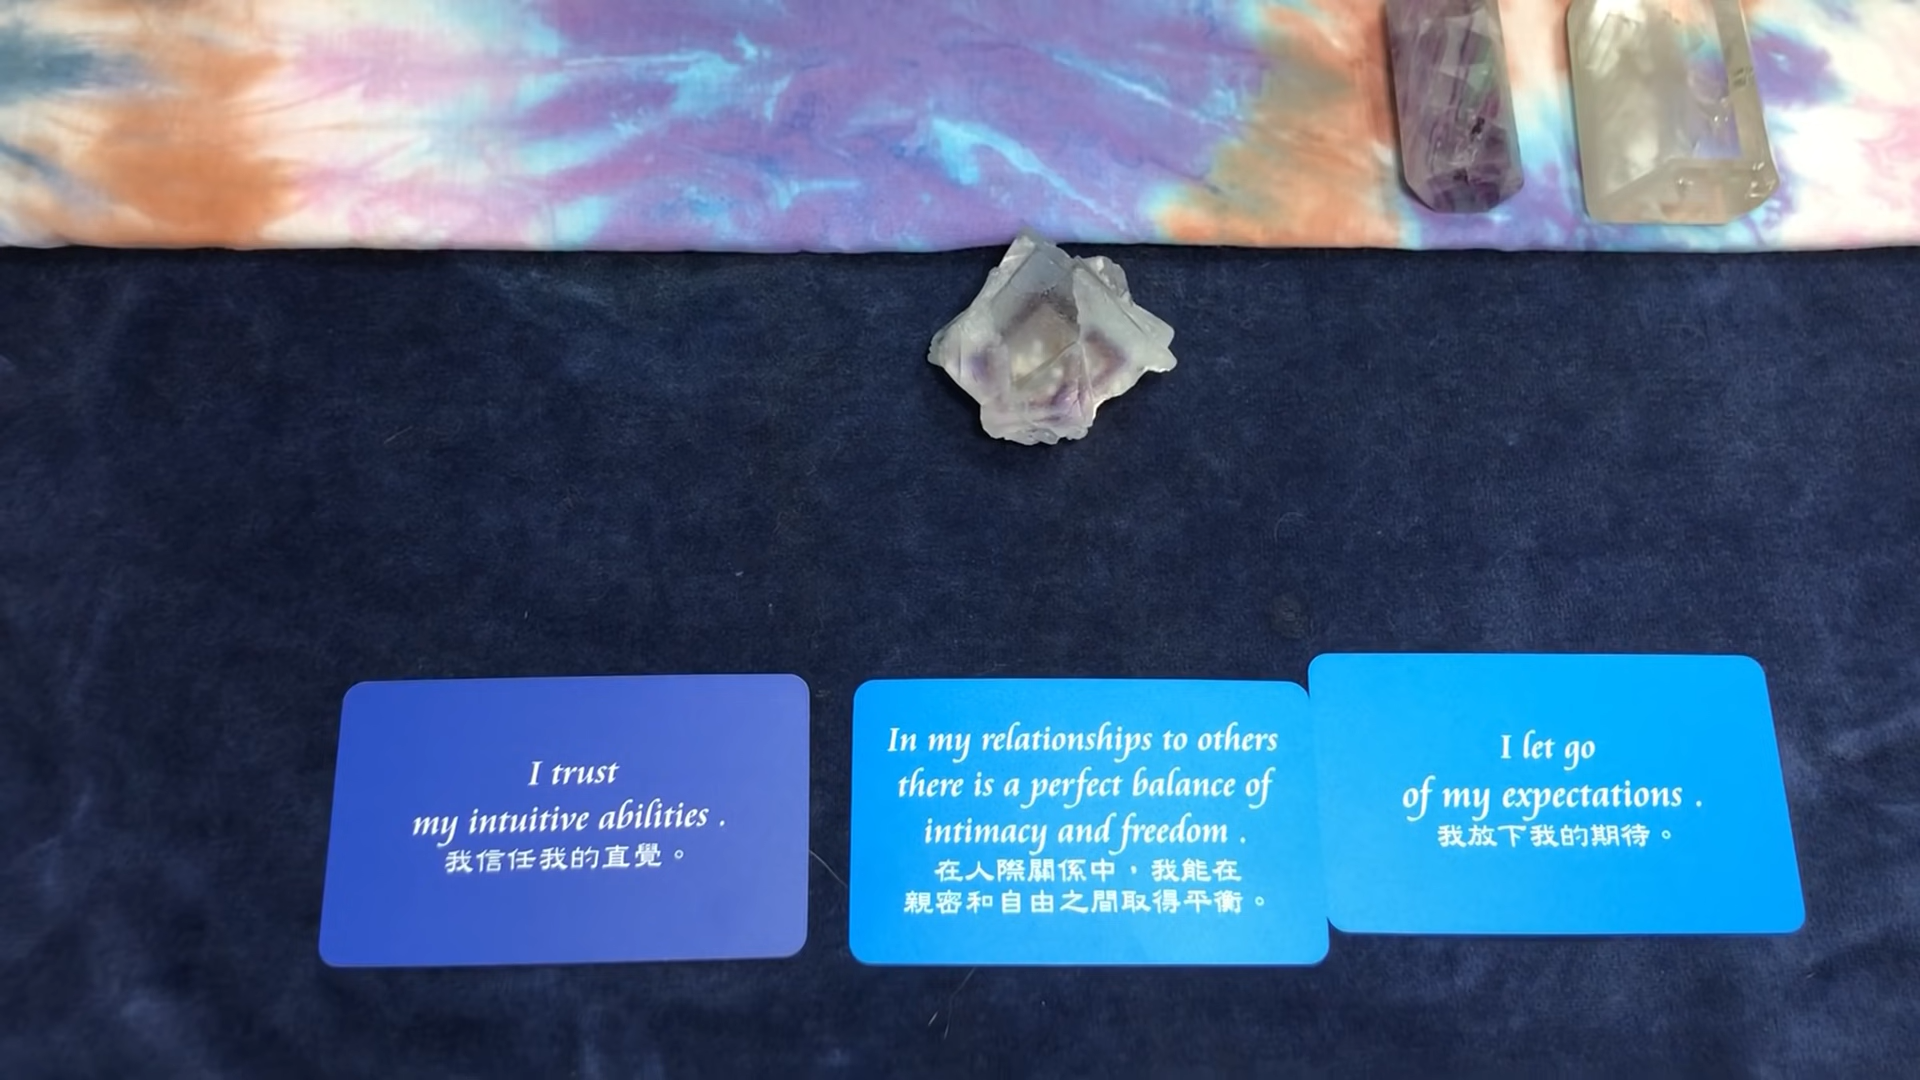 I trust
my intuitive abilities .
我信任我的直覺。
In my relationships to others
there is a perfect balance of
intimacy and freedom .
在人際關係中，我能在
親密和自由之間取得平衡。
I let go
of my expectations .
我放下我的期待。